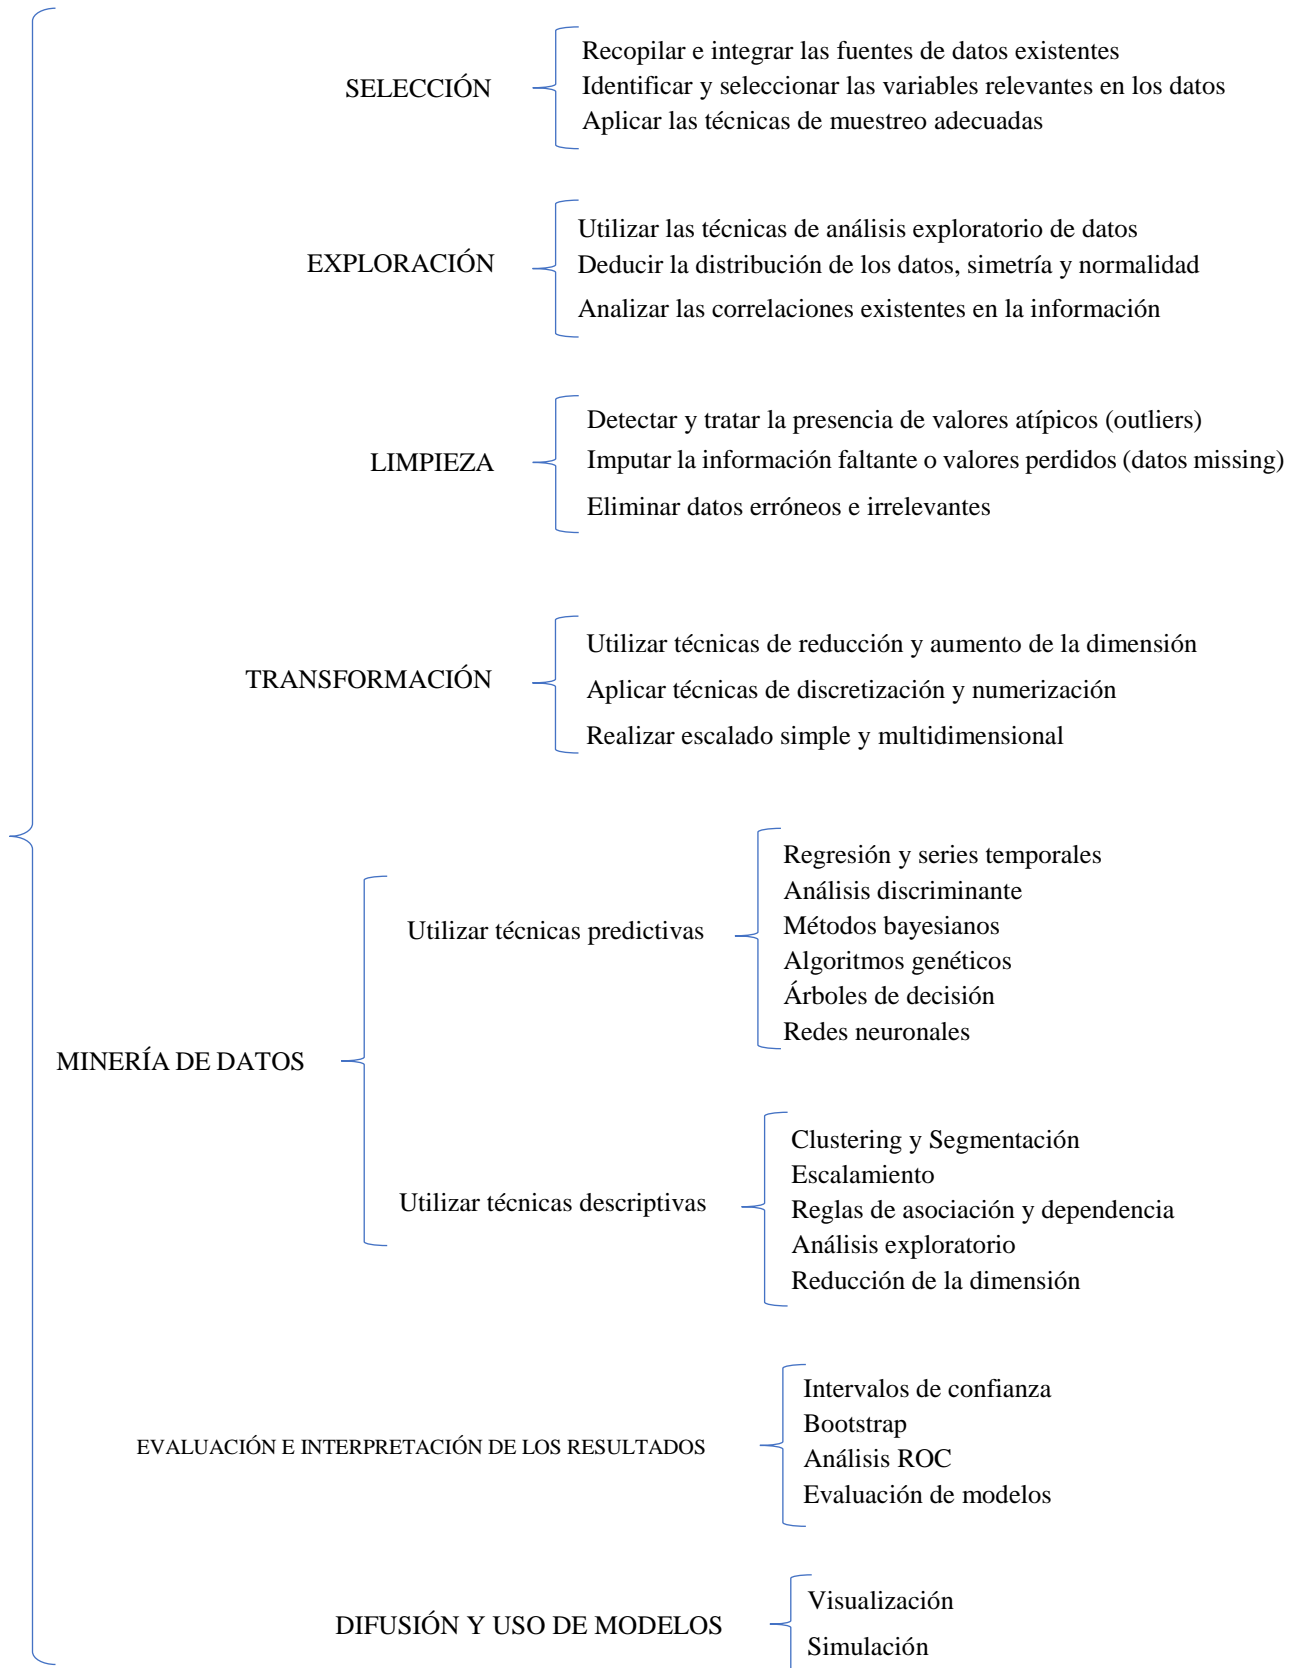 SELECCIÓN
Recopilar e integrar las fuentes de datos existentes
Identificar y seleccionar las variables relevantes en los datos
Aplicar las técnicas de muestreo adecuadas
EXPLORACIÓN
Utilizar las técnicas de análisis exploratorio de datos
Deducir la distribución de los datos, simetría y normalidad
Analizar las correlaciones existentes en la información
LIMPIEZA
Detectar y tratar la presencia de valores atípicos (outliers)
Imputar la información faltante o valores perdidos (datos missing)
Eliminar datos erróneos e irrelevantes
TRANSFORMACIÓN
Utilizar técnicas de reducción y aumento de la dimensión
Aplicar técnicas de discretización y numerización
Realizar escalado simple y multidimensional
MINERÍA DE DATOS
Utilizar técnicas predictivas
Regresión y series temporales
Análisis discriminante
Métodos bayesianos
Algoritmos genéticos
Árboles de decisión
Redes neuronales
Utilizar técnicas descriptivas
Clustering y Segmentación
Escalamiento
Reglas de asociación y dependencia
Análisis exploratorio
Reducción de la dimensión
EVALUACIÓN E INTERPRETACIÓN DE LOS RESULTADOS
Intervalos de confianza
Bootstrap
Análisis ROC
Evaluación de modelos
DIFUSIÓN Y USO DE MODELOS
Visualización
Simulación